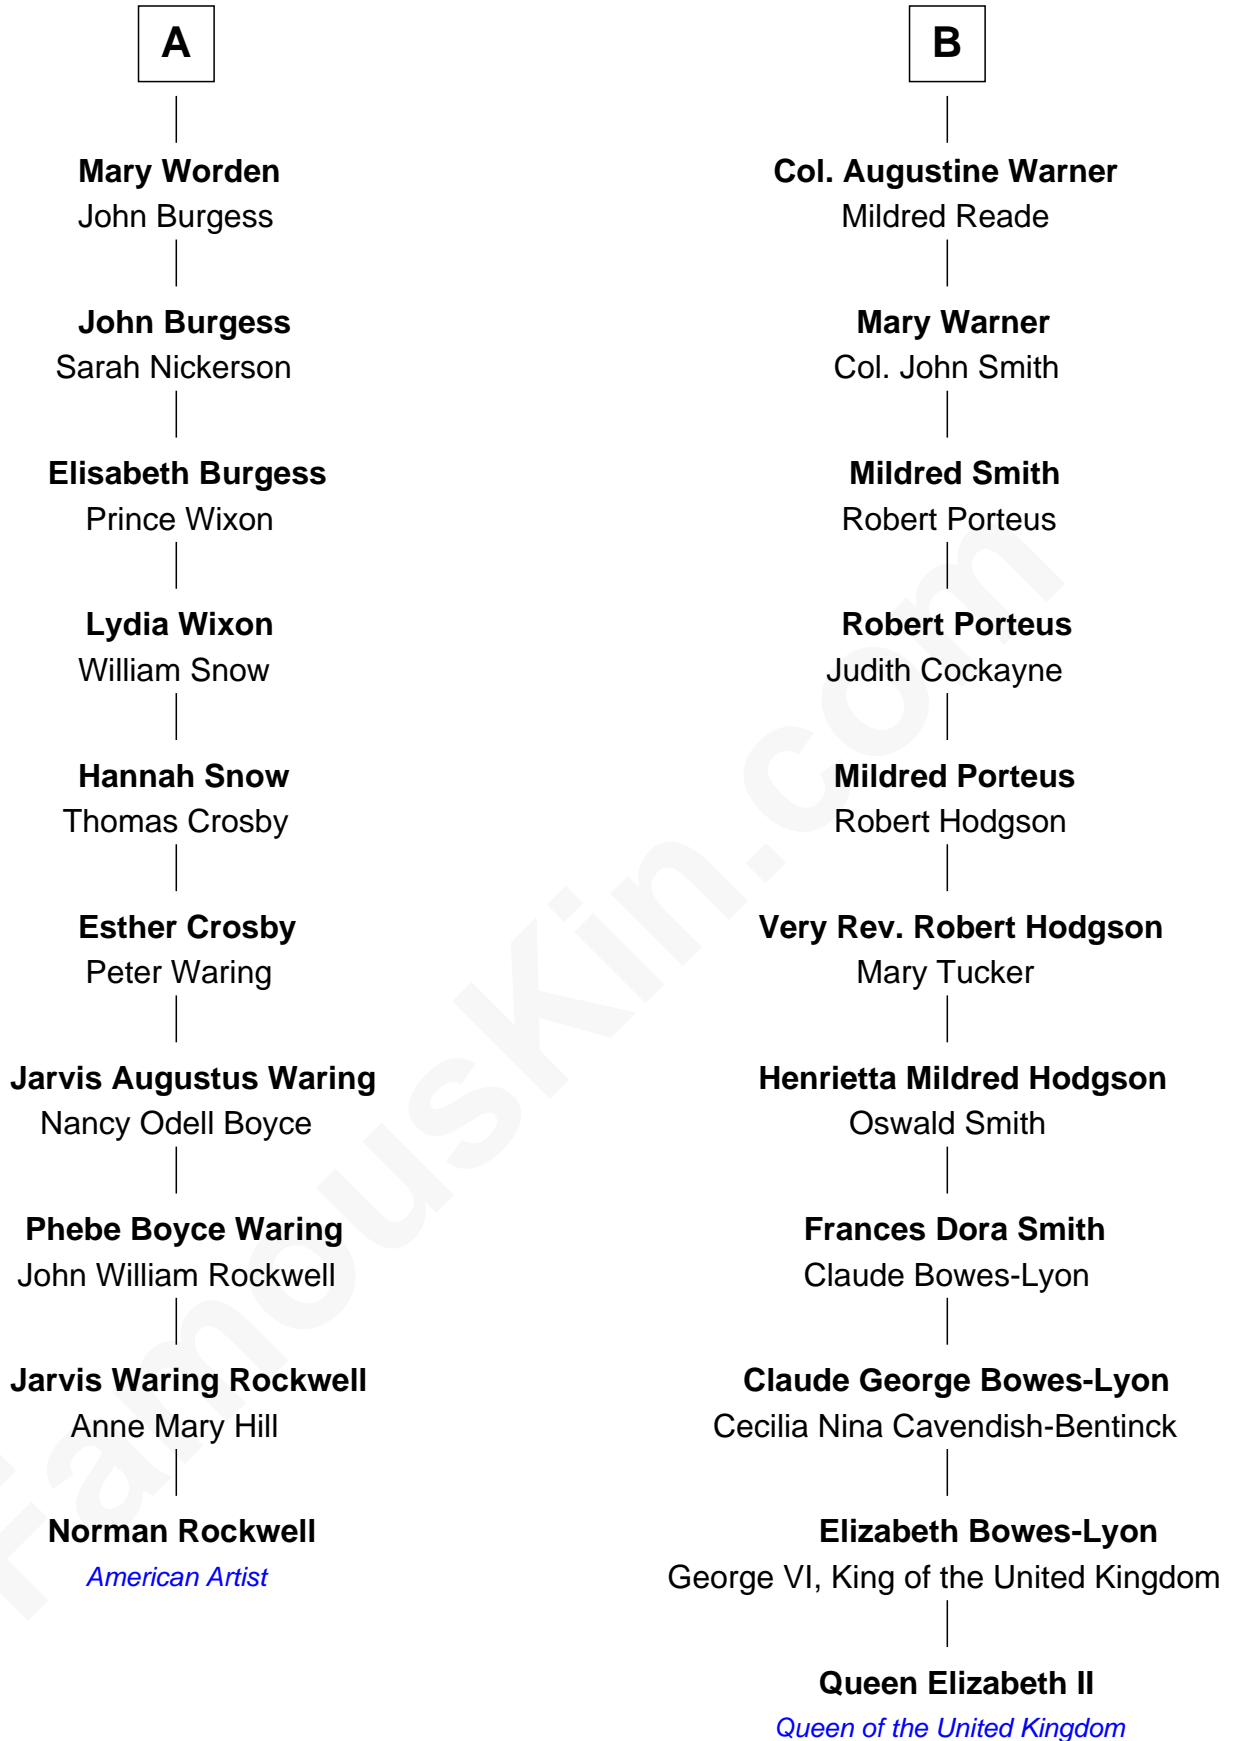 A
Mary Worden
John Burgess
John Burgess
Sarah Nickerson
Elisabeth Burgess
Prince Wixon
Lydia Wixon
William Snow
Hannah Snow
Thomas Crosby
Esther Crosby
Peter Waring
Jarvis Augustus Waring
Nancy Odell Boyce
Phebe Boyce Waring
John William Rockwell
Jarvis Waring Rockwell
Anne Mary Hill
Norman Rockwell
American Artist
B
Col. Augustine Warner
Mildred Reade
Mary Warner
Col. John Smith
Mildred Smith
Robert Porteus
Robert Porteus
Judith Cockayne
Mildred Porteus
Robert Hodgson
Very Rev. Robert Hodgson
Mary Tucker
Henrietta Mildred Hodgson
Oswald Smith
Frances Dora Smith
Claude Bowes-Lyon
Claude George Bowes-Lyon
Cecilia Nina Cavendish-Bentinck
Elizabeth Bowes-Lyon
George VI, King of the United Kingdom
Queen Elizabeth II
Queen of the United Kingdom
FamousKin.com